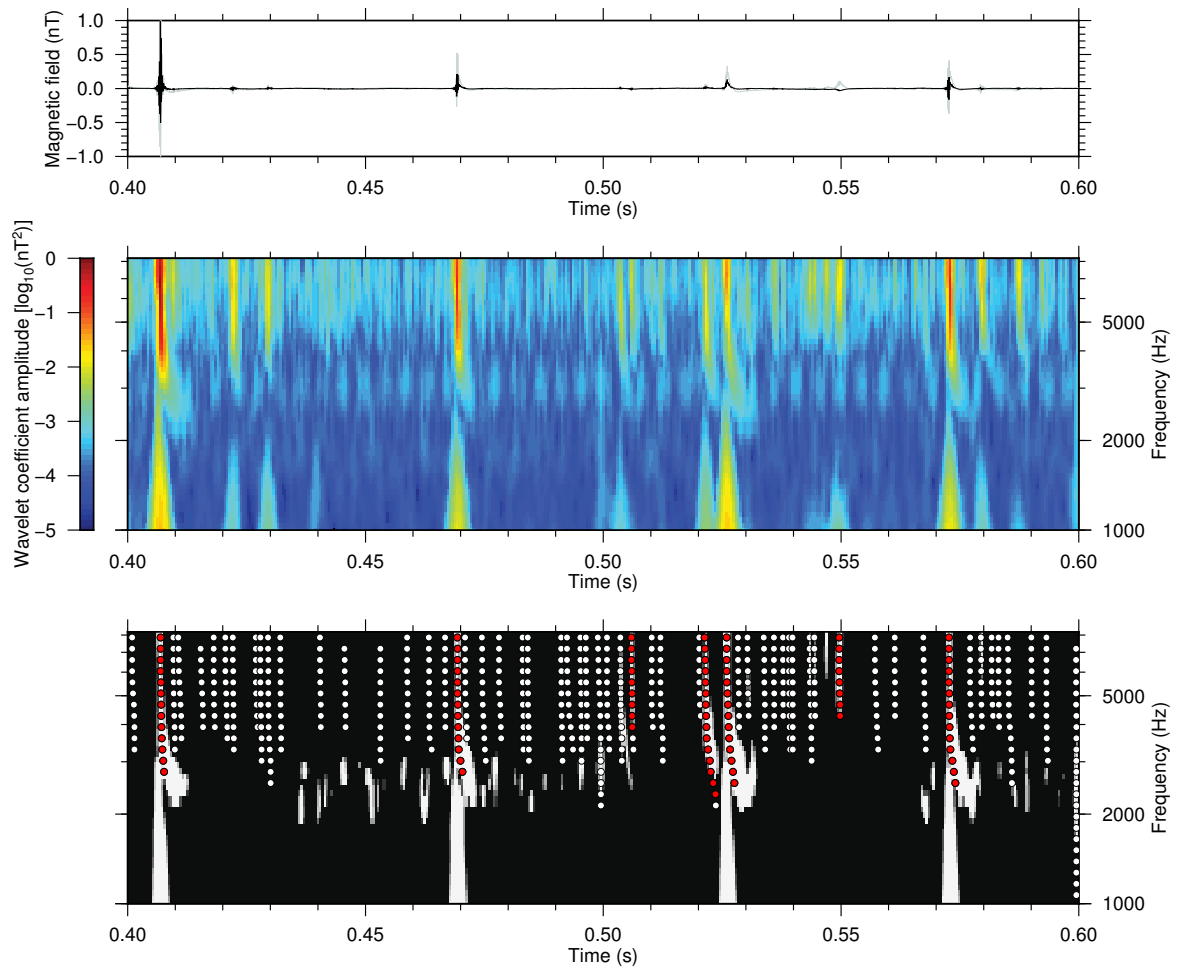 Magnetic field (nT)
1.0
0.5
0.0
−0.5
−1.0
0.40 0.45 0.50 0.55 0.60
Time (s)
Wavelet coefficient amplitude [log10(nT2)]
0
−1
−2
−3
−4
−5
5000
2000
1000
Frequency (Hz)
0.40 0.45 0.50 0.55 0.60
Time (s)
5000
2000
1000
Frequency (Hz)
0.40 0.45 0.50 0.55 0.60
Time (s)